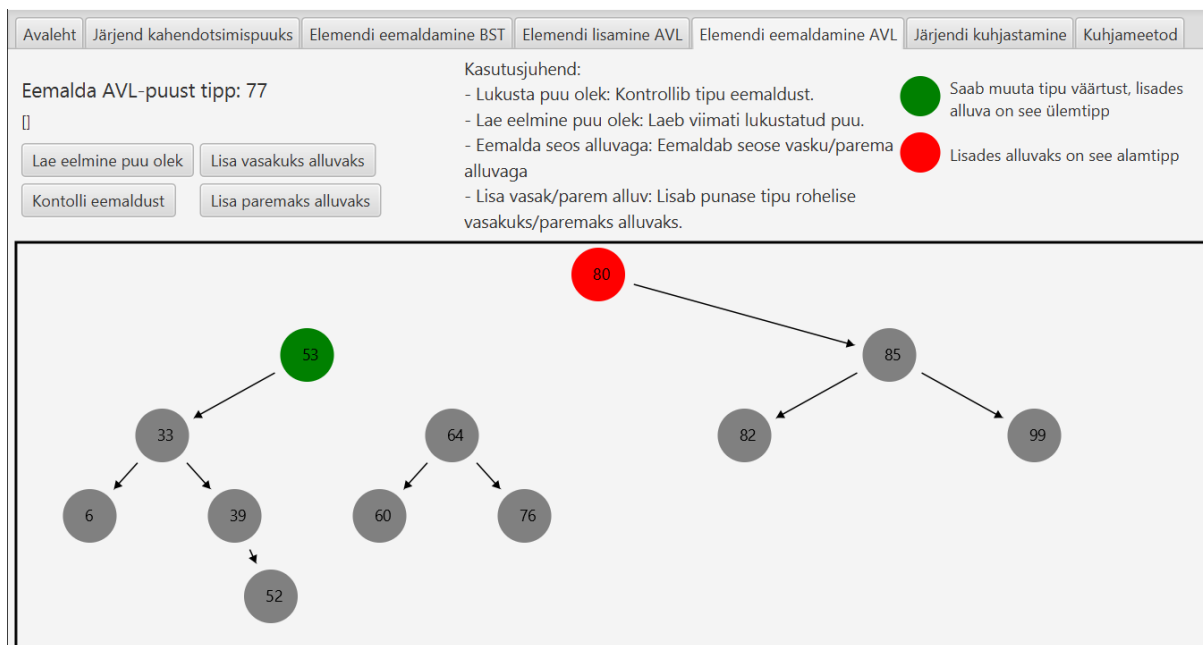 Avaleht Järjend kahendotsimispuuks Elemendi eemaldamine BST Elemendi lisamine AVL Elemendi eemaldamine AVL Järjendi kuhjastamine Kuhjameetod
Eemalda AVL-puust tipp: 77
[]
Lae eelmine puu olek Lisa vasakuks alluvaks
Kontolli eemaldust Lisa paremaks alluvaks
Kasutusjuhend:
- Lukusta puu olek: Kontrollib tipu eemaldust.
- Lae eelmine puu olek: Laeb viimati lukustatud puu.
- Eemalda seos alluvaga: Eemaldab seose vasku/parema
alluvaga
- Lisa vasak/parem alluv: Lisab punase tipu rohelise
vasakuks/paremaks alluvaks.
Saab muuta tipu väärtust, lisades
alluva on see ülemtipp
Lisades alluvaks on see alamtipp
80
53 85
33 64 82 99
6 39 60 76
52